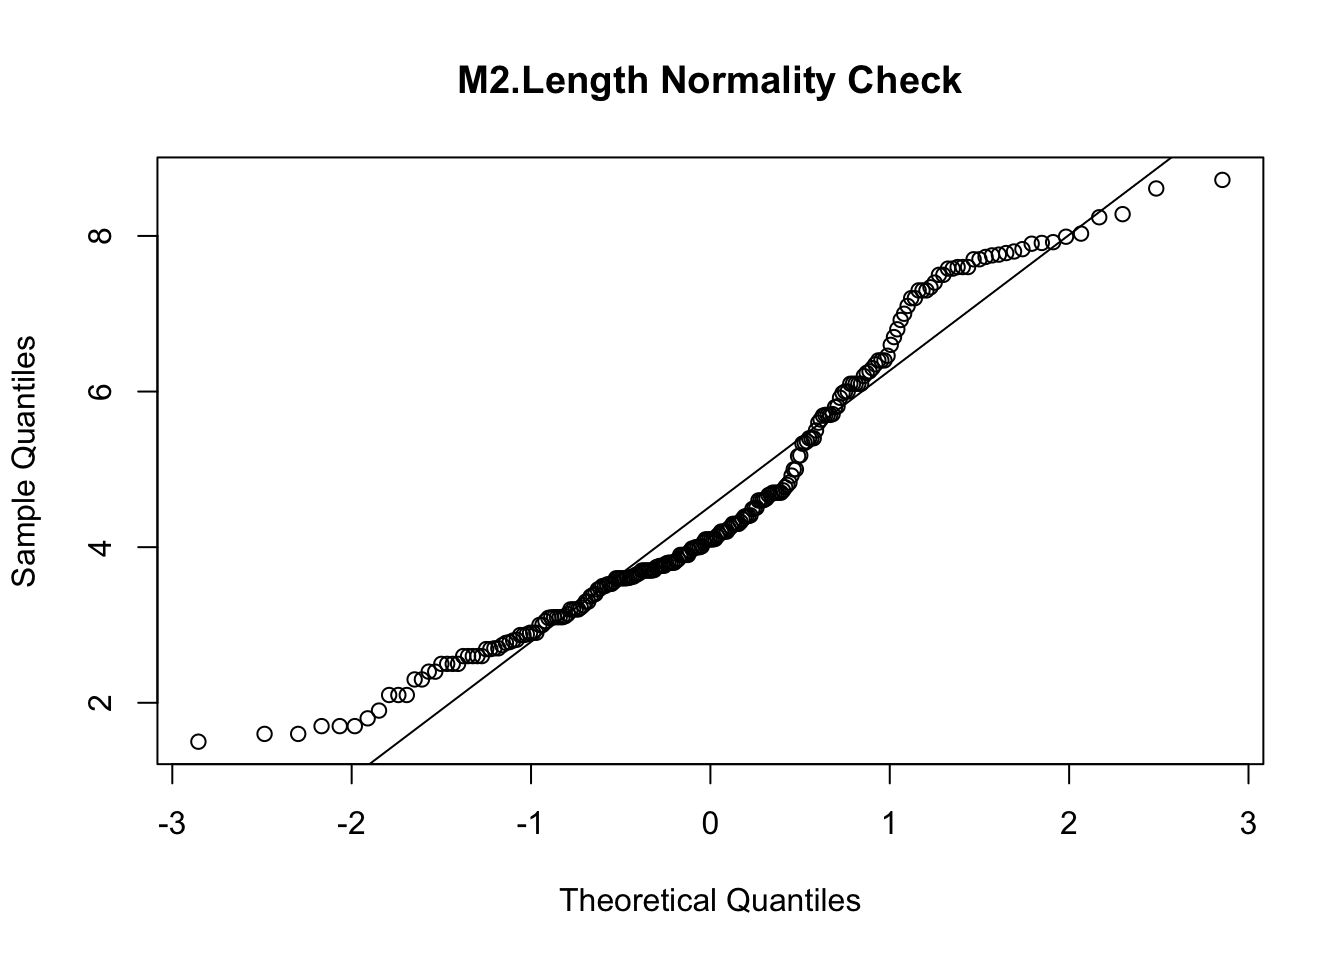 M2.Length Normality Check
Sample Quantiles
8
6
4
2
-3 -2 -1 0 1 2 3
Theoretical Quantiles